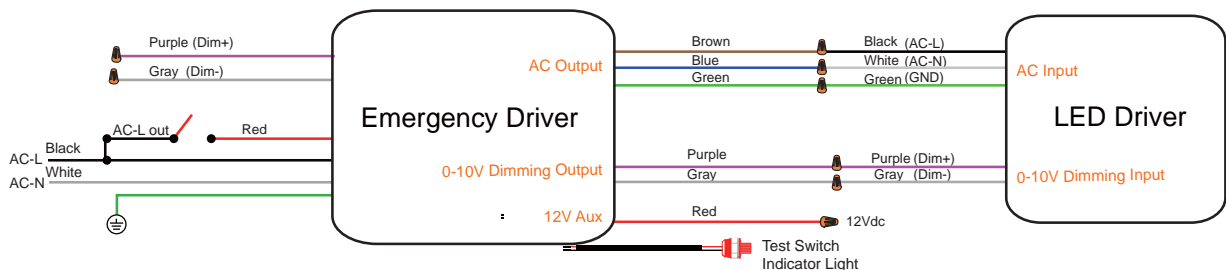 Purple (Dim+)
Gray (Dim-)
AC-L out
Red
Black
AC-L
White
AC-N
Emergency Driver
AC Output
0-10V Dimming Output
12V Aux
Brown
Blue
Green
Black (AC-L)
White (AC-N)
Green (GND)
Purple
Gray
Purple (Dim+)
Gray (Dim-)
Red
12Vdc
Test Switch
Indicator Light
AC Input
LED Driver
0-10V Dimming Input